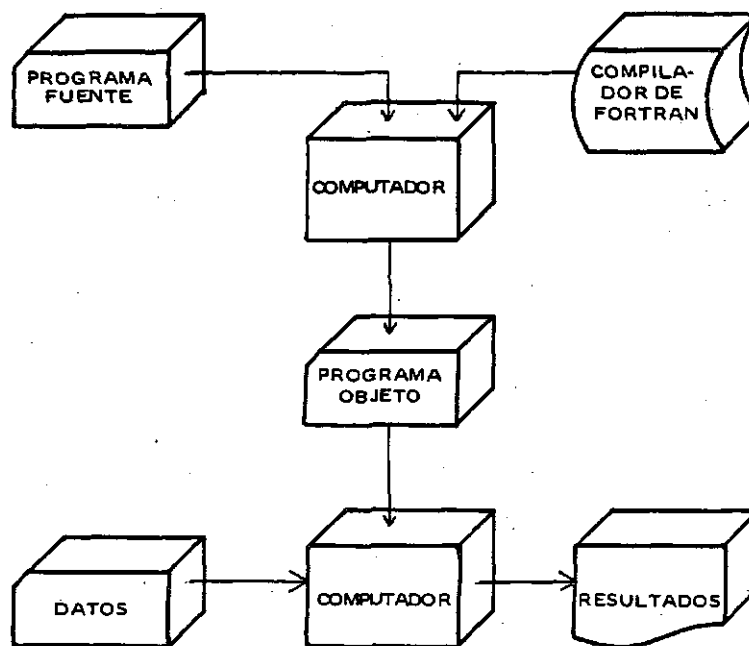 PROGRAMA
FUENTE
COMPILA-
DOR DE
FORTRAN
COMPUTADOR
PROGRAMA
OBJETO
DATOS
COMPUTADOR
RESULTADOS